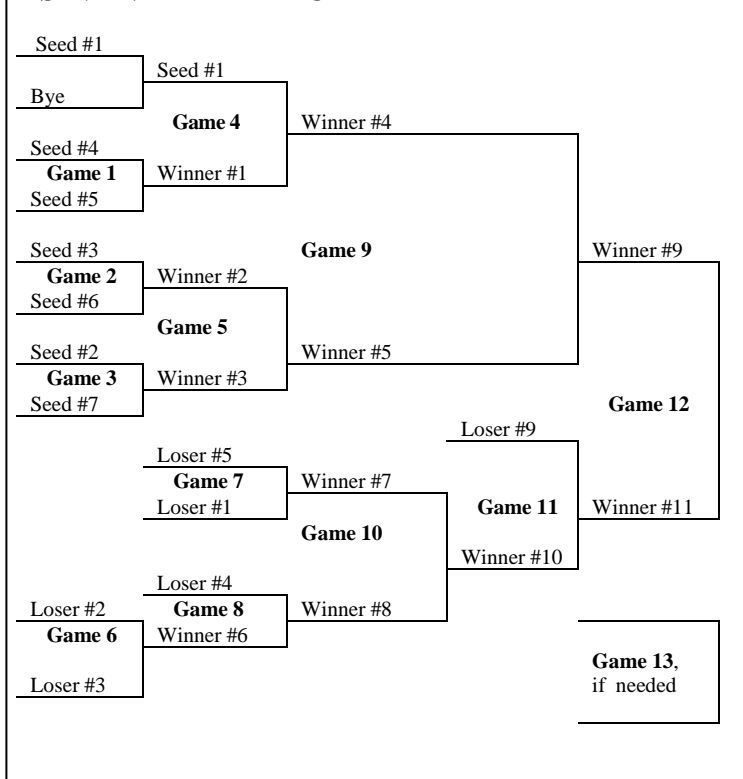 Seed #1
Seed #1
Bye
Game 4
Winner #4
Seed #4
Game 1
Winner #1
Seed #5
Seed #3
Game 9
Winner #9
Game 2
Winner #2
Seed #6
Game 5
Seed #2
Winner #5
Game 3
Winner #3
Seed #7
Game 12
Loser #9
Loser #5
Game 7
Winner #7
Loser #1
Game 11
Winner #11
Game 10
Winner #10
Loser #4
Loser #2
Game 8
Winner #8
Game 6
Winner #6
Game 13,
if needed
Loser #3